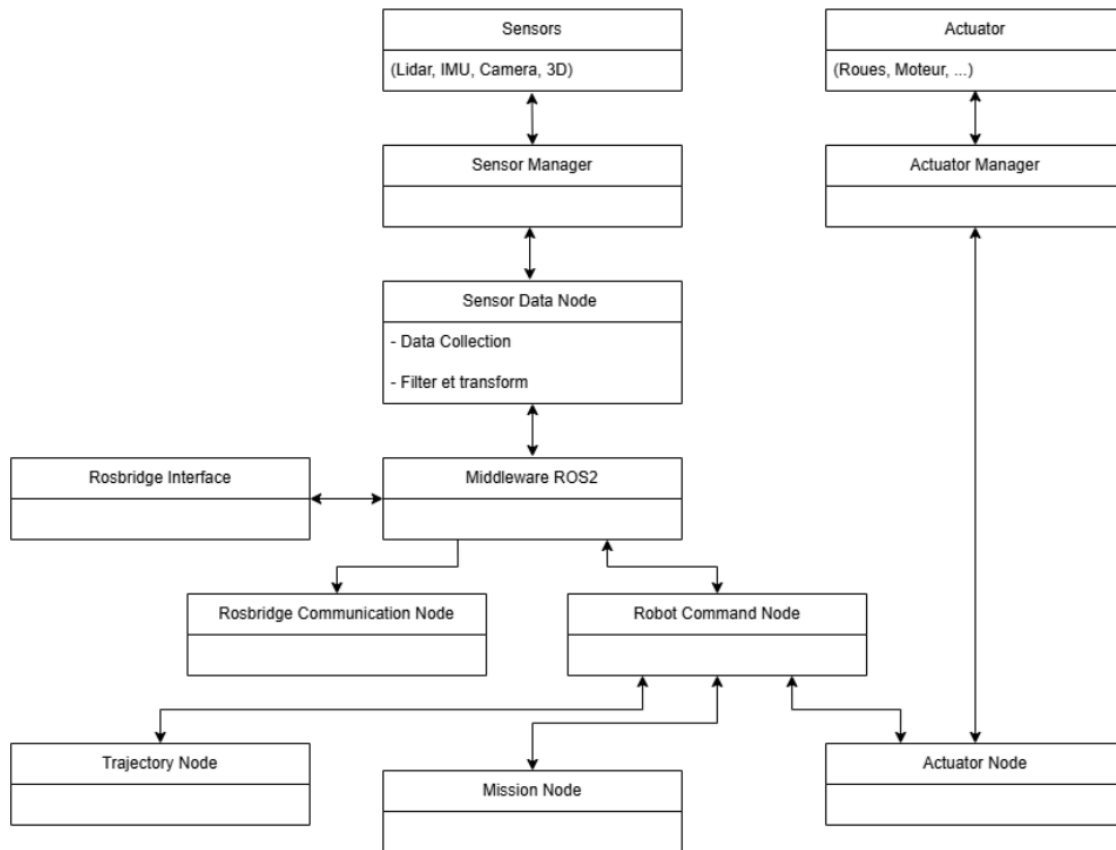 Sensors
(Lidar, IMU, Camera, 3D)
Actuator
(Roues, Moteur, ...)
Sensor Manager
Actuator Manager
Sensor Data Node
- Data Collection
- Filter et transform
Rosbridge Interface
Middleware ROS2
Rosbridge Communication Node
Robot Command Node
Trajectory Node
Mission Node
Actuator Node